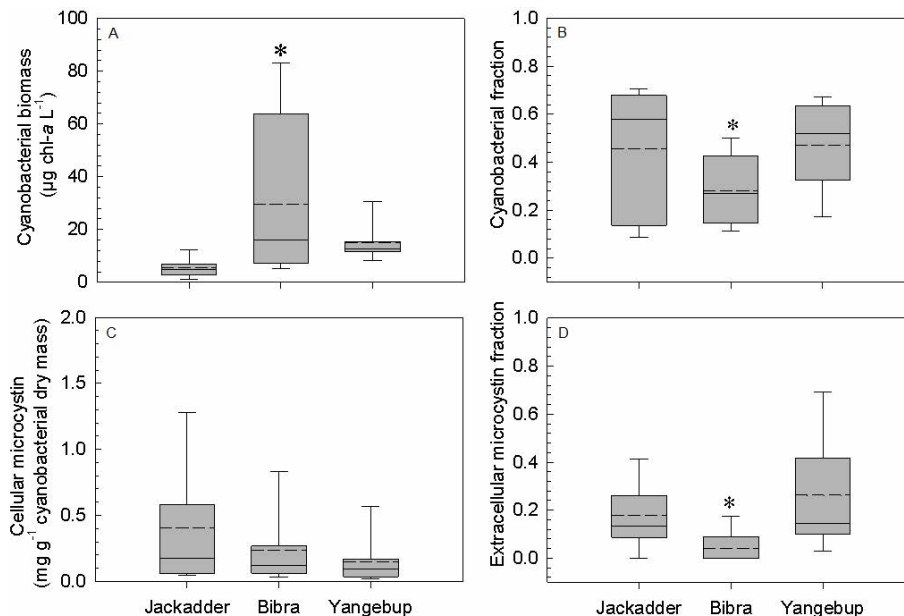 A
Cyanobacterial biomass
(µg chl-a L⁻¹)
100
80
60
40
20
0
*
B
Cyanobacterial fraction
1.0
0.8
0.6
0.4
0.2
0.0
*
C
Cellular microcystin
(mg g⁻¹ cyanobacterial dry mass)
2.0
1.5
1.0
0.5
0.0
Jackadder Bibra Yangebup
D
Extracellular microcystin fraction
1.0
0.8
0.6
0.4
0.2
0.0
*
Jackadder Bibra Yangebup